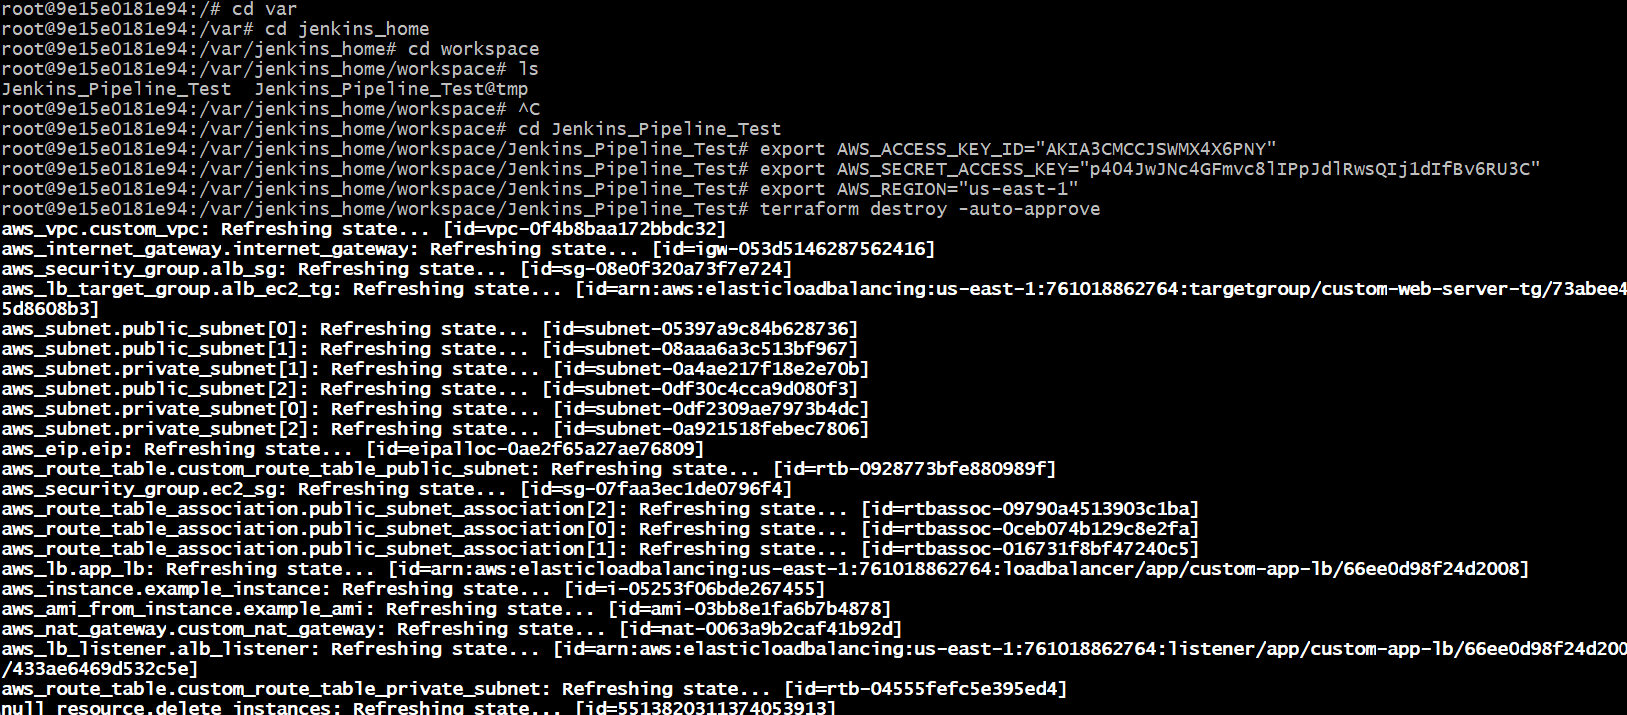 root@9e15e0181e94:/# cd var
root@9e15e0181e94:/var# cd jenkins_home
root@9e15e0181e94:/var/jenkins_home# cd workspace
root@9e15e0181e94:/var/jenkins_home/workspace# ls
Jenkins_Pipeline_Test  Jenkins_Pipeline_Test@tmp
root@9e15e0181e94:/var/jenkins_home/workspace# ^C
root@9e15e0181e94:/var/jenkins_home/workspace# cd Jenkins_Pipeline_Test
root@9e15e0181e94:/var/jenkins_home/workspace/Jenkins_Pipeline_Test# export AWS_ACCESS_KEY_ID="AKIA3CMCCJSWMX4X6PNY"
root@9e15e0181e94:/var/jenkins_home/workspace/Jenkins_Pipeline_Test# export AWS_SECRET_ACCESS_KEY="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"
root@9e15e0181e94:/var/jenkins_home/workspace/Jenkins_Pipeline_Test# export AWS_REGION="us-east-1"
root@9e15e0181e94:/var/jenkins_home/workspace/Jenkins_Pipeline_Test# terraform destroy -auto-approve
aws_vpc.custom_vpc: Refreshing state... [id=vpc-0f4b8baa172bbdc32]
aws_internet_gateway.internet_gateway: Refreshing state... [id=igw-053d5146287562416]
aws_security_group.alb_sg: Refreshing state... [id=sg-08e0f320a73f7e724]
aws_lb_target_group.alb_ec2_tg: Refreshing state... [id=arn:aws:elasticloadbalancing:us-east-1:761018862764:targetgroup/custom-web-server-tg/73abee4
5d8608b3]
aws_subnet.public_subnet[0]: Refreshing state... [id=subnet-05397a9c84b628736]
aws_subnet.public_subnet[1]: Refreshing state... [id=subnet-08aaa6a3c513bf967]
aws_subnet.private_subnet[1]: Refreshing state... [id=subnet-0a4ae217f18e2e70b]
aws_subnet.public_subnet[2]: Refreshing state... [id=subnet-0df30c4cca9d080f3]
aws_subnet.private_subnet[0]: Refreshing state... [id=subnet-0df2309ae7973b4dc]
aws_subnet.private_subnet[2]: Refreshing state... [id=subnet-0a921518febec7806]
aws_eip.eip: Refreshing state... [id=eipalloc-0ae2f65a27ae76809]
aws_route_table.custom_route_table_public_subnet: Refreshing state... [id=rtb-0928773bfe880989f]
aws_security_group.ec2_sg: Refreshing state... [id=sg-07faa3ec1de0796f4]
aws_route_table_association.public_subnet_association[2]: Refreshing state... [id=rtbassoc-09790a4513903c1ba]
aws_route_table_association.public_subnet_association[0]: Refreshing state... [id=rtbassoc-0ceb074b129c8e2fa]
aws_route_table_association.public_subnet_association[1]: Refreshing state... [id=rtbassoc-016731f8bf47240c5]
aws_lb.app_lb: Refreshing state... [id=arn:aws:elasticloadbalancing:us-east-1:761018862764:loadbalancer/app/custom-app-lb/66ee0d98f24d2008]
aws_instance.example_instance: Refreshing state... [id=i-05253f06bde267455]
aws_ami_from_instance.example_ami: Refreshing state... [id=ami-03bb8e1fa6b7b4878]
aws_nat_gateway.custom_nat_gateway: Refreshing state... [id=nat-0063a9b2caf41b92d]
aws_lb_listener.alb_listener: Refreshing state... [id=arn:aws:elasticloadbalancing:us-east-1:761018862764:listener/app/custom-app-lb/66ee0d98f24d200
/433ae6469d532c5e]
aws_route_table.custom_route_table_private_subnet: Refreshing state... [id=rtb-04555fefc5e395ed4]
null_resource.delete_instances: Refreshing state... [id=5513820311374053913]